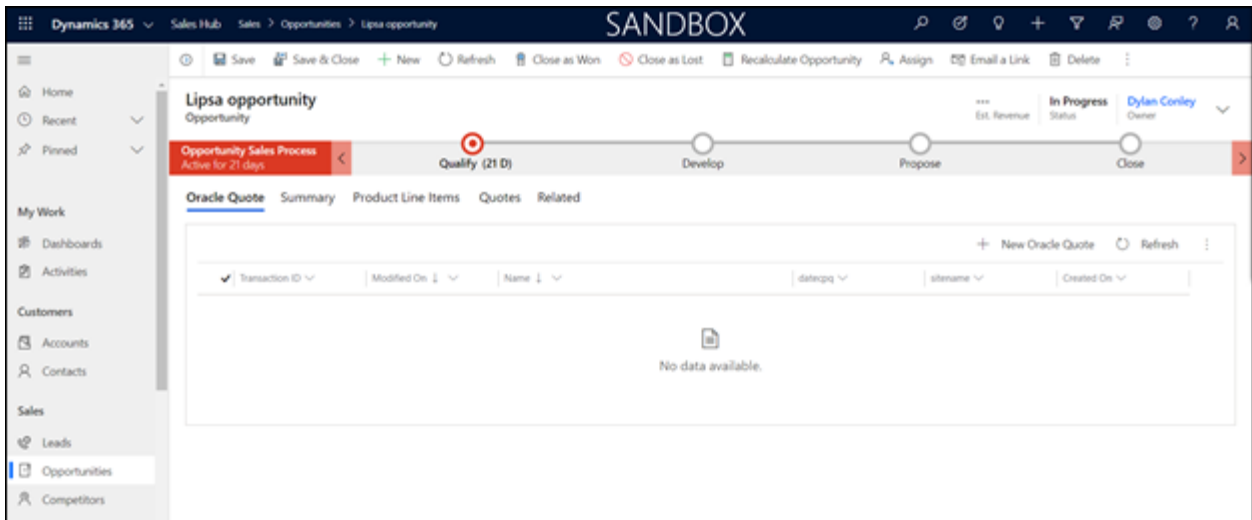 Dynamics 365 Sales Hub Sales > Opportunities > Lipsa opportunity SANDBOX ?
Save Save & Close New Refresh Close as Won Close as Lost Recalculate Opportunity Assign Email a Link Delete
Home
Recent
Pinned
My Work
Dashboards
Activities
Customers
Accounts
Contacts
Sales
Leads
Opportunities
Competitors
Lipsa opportunity
Opportunity
---
Est. Revenue
In Progress
Status
Dylan Conley
Owner
Opportunity Sales Process
Active for 21 days
Qualify (21 D) Develop Propose Close
Oracle Quote Summary Product Line Items Quotes Related
New Oracle Quote Refresh
Transaction ID Modified On Name datecpq sitename Created On
No data available.